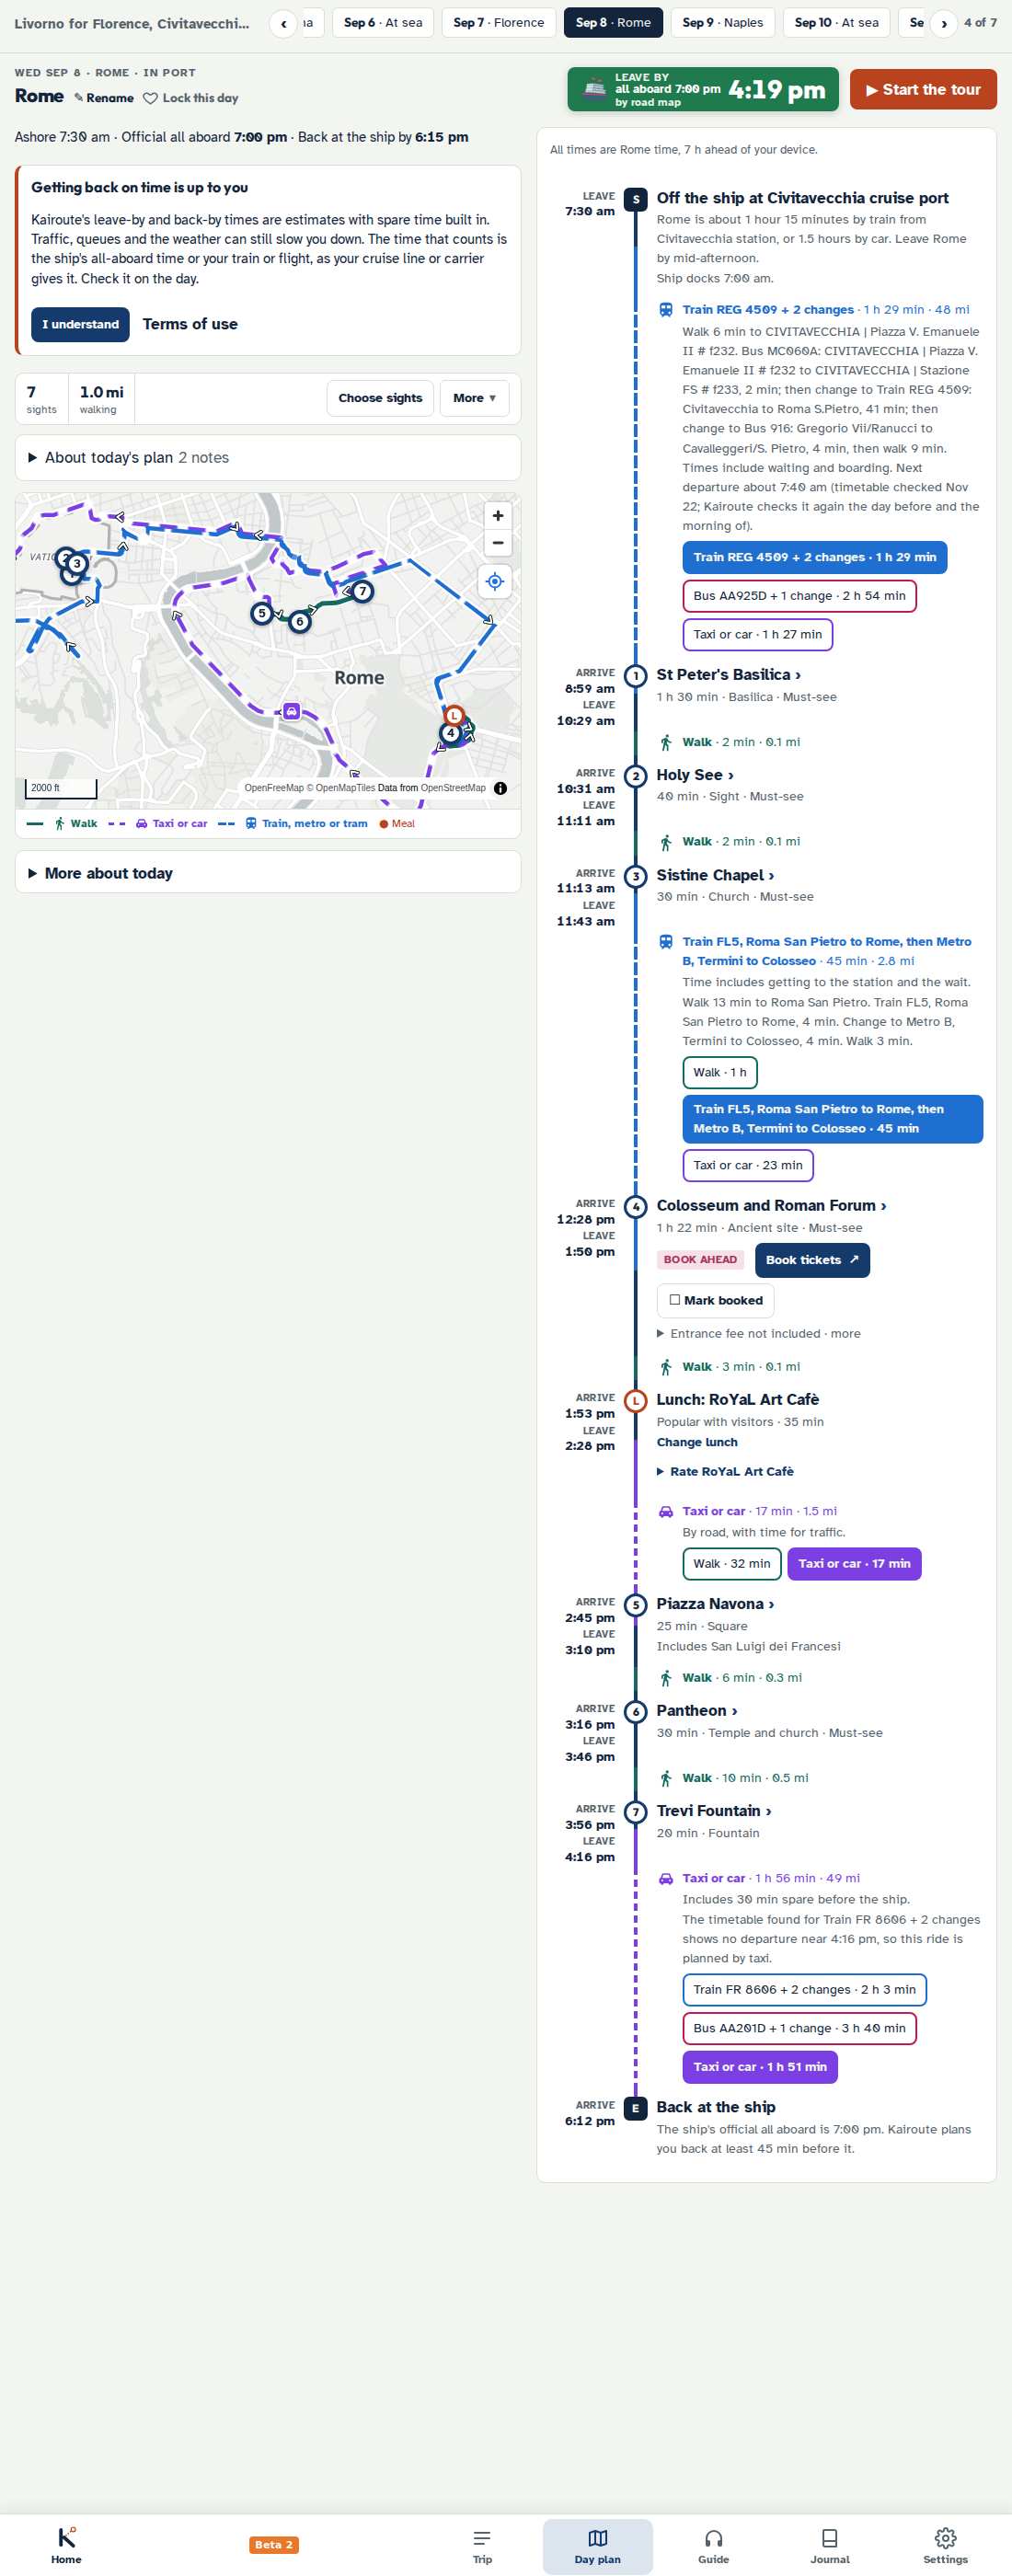 Livorno for Florence, Civitavecchi...
‹
na
Sep 6 · At sea
Sep 7 · Florence
Sep 8 · Rome
Sep 9 · Naples
Sep 10 · At sea
Se
›
4 of 7
WED SEP 8 · ROME · IN PORT
Rome
✎ Rename
Lock this day
LEAVE BY
all aboard 7:00 pm
by road map
4:19 pm
▶ Start the tour
Ashore 7:30 am · Official all aboard 7:00 pm · Back at the ship by 6:15 pm
Getting back on time is up to you
Kairoute's leave-by and back-by times are estimates with spare time built in.
Traffic, queues and the weather can still slow you down. The time that counts is
the ship's all-aboard time or your train or flight, as your cruise line or carrier
gives it. Check it on the day.
I understand
Terms of use
7
sights
1.0 mi
walking
Choose sights
More ▼
▶ About today's plan 2 notes
VATIC
2
3
5
6
7
Rome
L
4
+
−
2000 ft
OpenFreeMap © OpenMapTiles Data from OpenStreetMap
Walk
Taxi or car
Train, metro or tram
Meal
▶ More about today
All times are Rome time, 7 h ahead of your device.
LEAVE
7:30 am
S
Off the ship at Civitavecchia cruise port
Rome is about 1 hour 15 minutes by train from
Civitavecchia station, or 1.5 hours by car. Leave Rome
by mid-afternoon.
Ship docks 7:00 am.
Train REG 4509 + 2 changes · 1 h 29 min · 48 mi
Walk 6 min to CIVITAVECCHIA | Piazza V. Emanuele
II # f232. Bus MC060A: CIVITAVECCHIA | Piazza V.
Emanuele II # f232 to CIVITAVECCHIA | Stazione
FS # f233, 2 min; then change to Train REG 4509:
Civitavecchia to Roma S.Pietro, 41 min; then
change to Bus 916: Gregorio Vii/Ranucci to
Cavalleggeri/S. Pietro, 4 min, then walk 9 min.
Times include waiting and boarding. Next
departure about 7:40 am (timetable checked Nov
22; Kairoute checks it again the day before and the
morning of).
Train REG 4509 + 2 changes · 1 h 29 min
Bus AA925D + 1 change · 2 h 54 min
Taxi or car · 1 h 27 min
ARRIVE
8:59 am
LEAVE
10:29 am
1
St Peter's Basilica ›
1 h 30 min · Basilica · Must-see
Walk · 2 min · 0.1 mi
ARRIVE
10:31 am
LEAVE
11:11 am
2
Holy See ›
40 min · Sight · Must-see
Walk · 2 min · 0.1 mi
ARRIVE
11:13 am
LEAVE
11:43 am
3
Sistine Chapel ›
30 min · Church · Must-see
Train FL5, Roma San Pietro to Rome, then Metro
B, Termini to Colosseo · 45 min · 2.8 mi
Time includes getting to the station and the wait.
Walk 13 min to Roma San Pietro. Train FL5, Roma
San Pietro to Rome, 4 min. Change to Metro B,
Termini to Colosseo, 4 min. Walk 3 min.
Walk · 1 h
Train FL5, Roma San Pietro to Rome, then
Metro B, Termini to Colosseo · 45 min
Taxi or car · 23 min
ARRIVE
12:28 pm
LEAVE
1:50 pm
4
Colosseum and Roman Forum ›
1 h 22 min · Ancient site · Must-see
BOOK AHEAD
Book tickets ↗
☐ Mark booked
▶ Entrance fee not included · more
Walk · 3 min · 0.1 mi
ARRIVE
1:53 pm
LEAVE
2:28 pm
L
Lunch: RoYaL Art Cafè
Popular with visitors · 35 min
Change lunch
▶ Rate RoYaL Art Cafè
Taxi or car · 17 min · 1.5 mi
By road, with time for traffic.
Walk · 32 min
Taxi or car · 17 min
ARRIVE
2:45 pm
LEAVE
3:10 pm
5
Piazza Navona ›
25 min · Square
Includes San Luigi dei Francesi
Walk · 6 min · 0.3 mi
ARRIVE
3:16 pm
LEAVE
3:46 pm
6
Pantheon ›
30 min · Temple and church · Must-see
Walk · 10 min · 0.5 mi
ARRIVE
3:56 pm
LEAVE
4:16 pm
7
Trevi Fountain ›
20 min · Fountain
Taxi or car · 1 h 56 min · 49 mi
Includes 30 min spare before the ship.
The timetable found for Train FR 8606 + 2 changes
shows no departure near 4:16 pm, so this ride is
planned by taxi.
Train FR 8606 + 2 changes · 2 h 3 min
Bus AA201D + 1 change · 3 h 40 min
Taxi or car · 1 h 51 min
ARRIVE
6:12 pm
E
Back at the ship
The ship's official all aboard is 7:00 pm. Kairoute plans
you back at least 45 min before it.
Home
Beta 2
Trip
Day plan
Guide
Journal
Settings